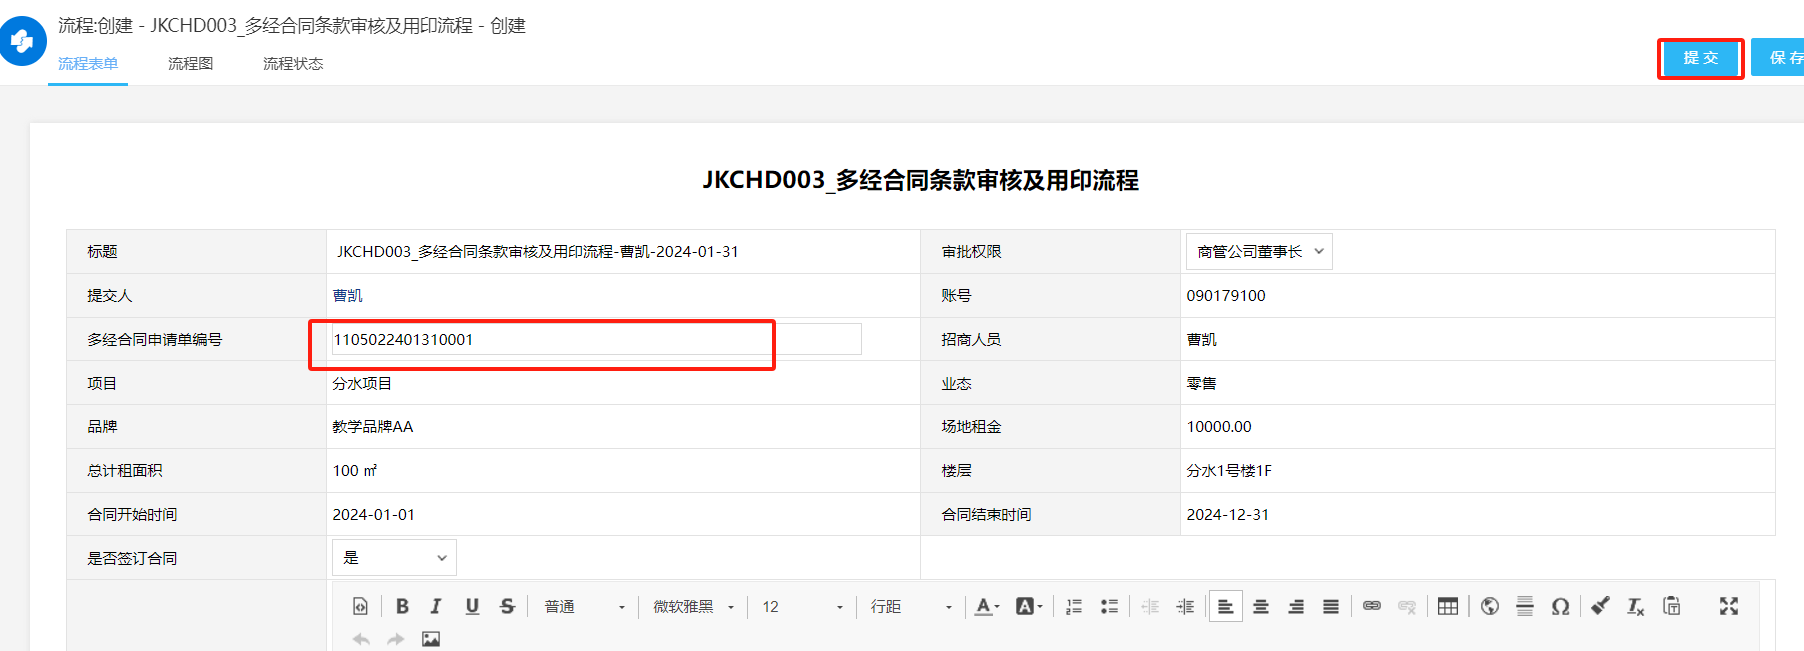 流程:创建 - JKCHD003_多经合同条款审核及用印流程 - 创建
流程表单 流程图 流程状态 提交 保存
JKCHD003_多经合同条款审核及用印流程
标题 JKCHD003_多经合同条款审核及用印流程-曹凯-2024-01-31 审批权限 商管公司董事长
提交人 曹凯 账号 090179100
多经合同申请单编号 1105022401310001 招商人员 曹凯
项目 分水项目 业态 零售
品牌 教学品牌AA 场地租金 10000.00
总计租面积 100 ㎡ 楼层 分水1号楼1F
合同开始时间 2024-01-01 合同结束时间 2024-12-31
是否签订合同 是
B I U S 普通 微软雅黑 12 行距